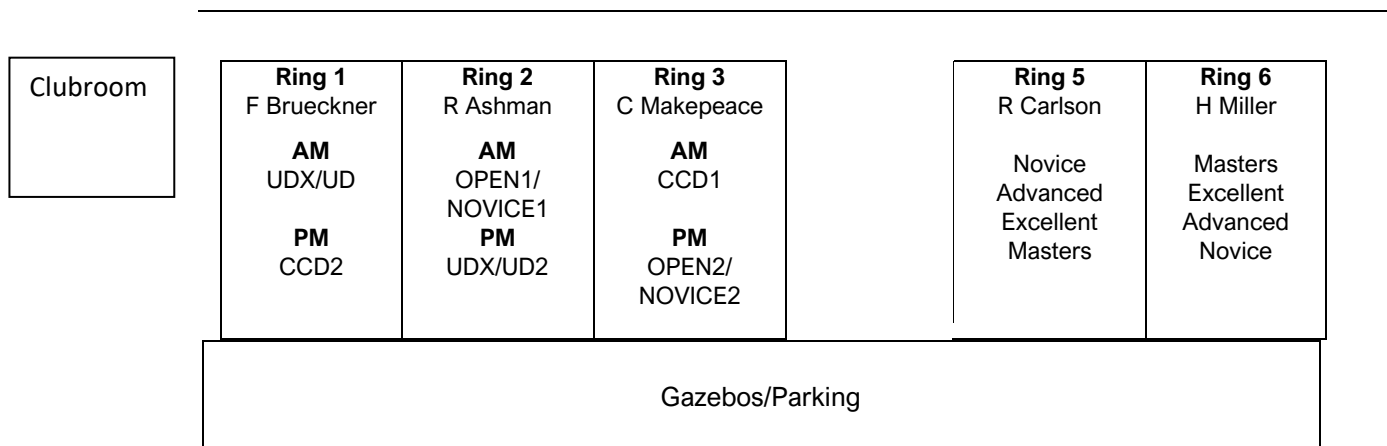 Clubroom
Ring 1
F Brueckner
AM
UDX/UD
PM
CCD2
Ring 2
R Ashman
AM
OPEN1/
NOVICE1
PM
UDX/UD2
Ring 3
C Makepeace
AM
CCD1
PM
OPEN2/
NOVICE2
Ring 5
R Carlson
Novice
Advanced
Excellent
Masters
Ring 6
H Miller
Masters
Excellent
Advanced
Novice
Gazebos/Parking